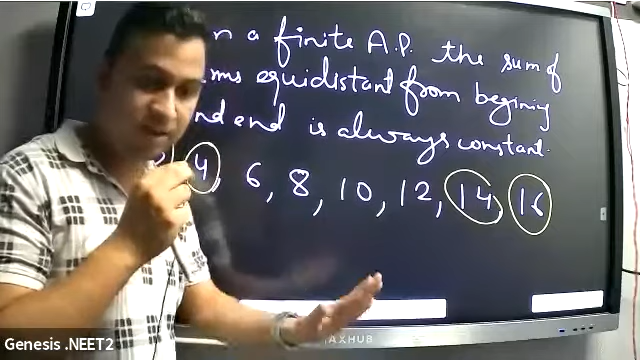 n a finite A.P. the sum of
ms equidistant from begining
nd end is always constant.
4, 6, 8, 10, 12, 14, 16
Genesis .NEET2
MAXHUB